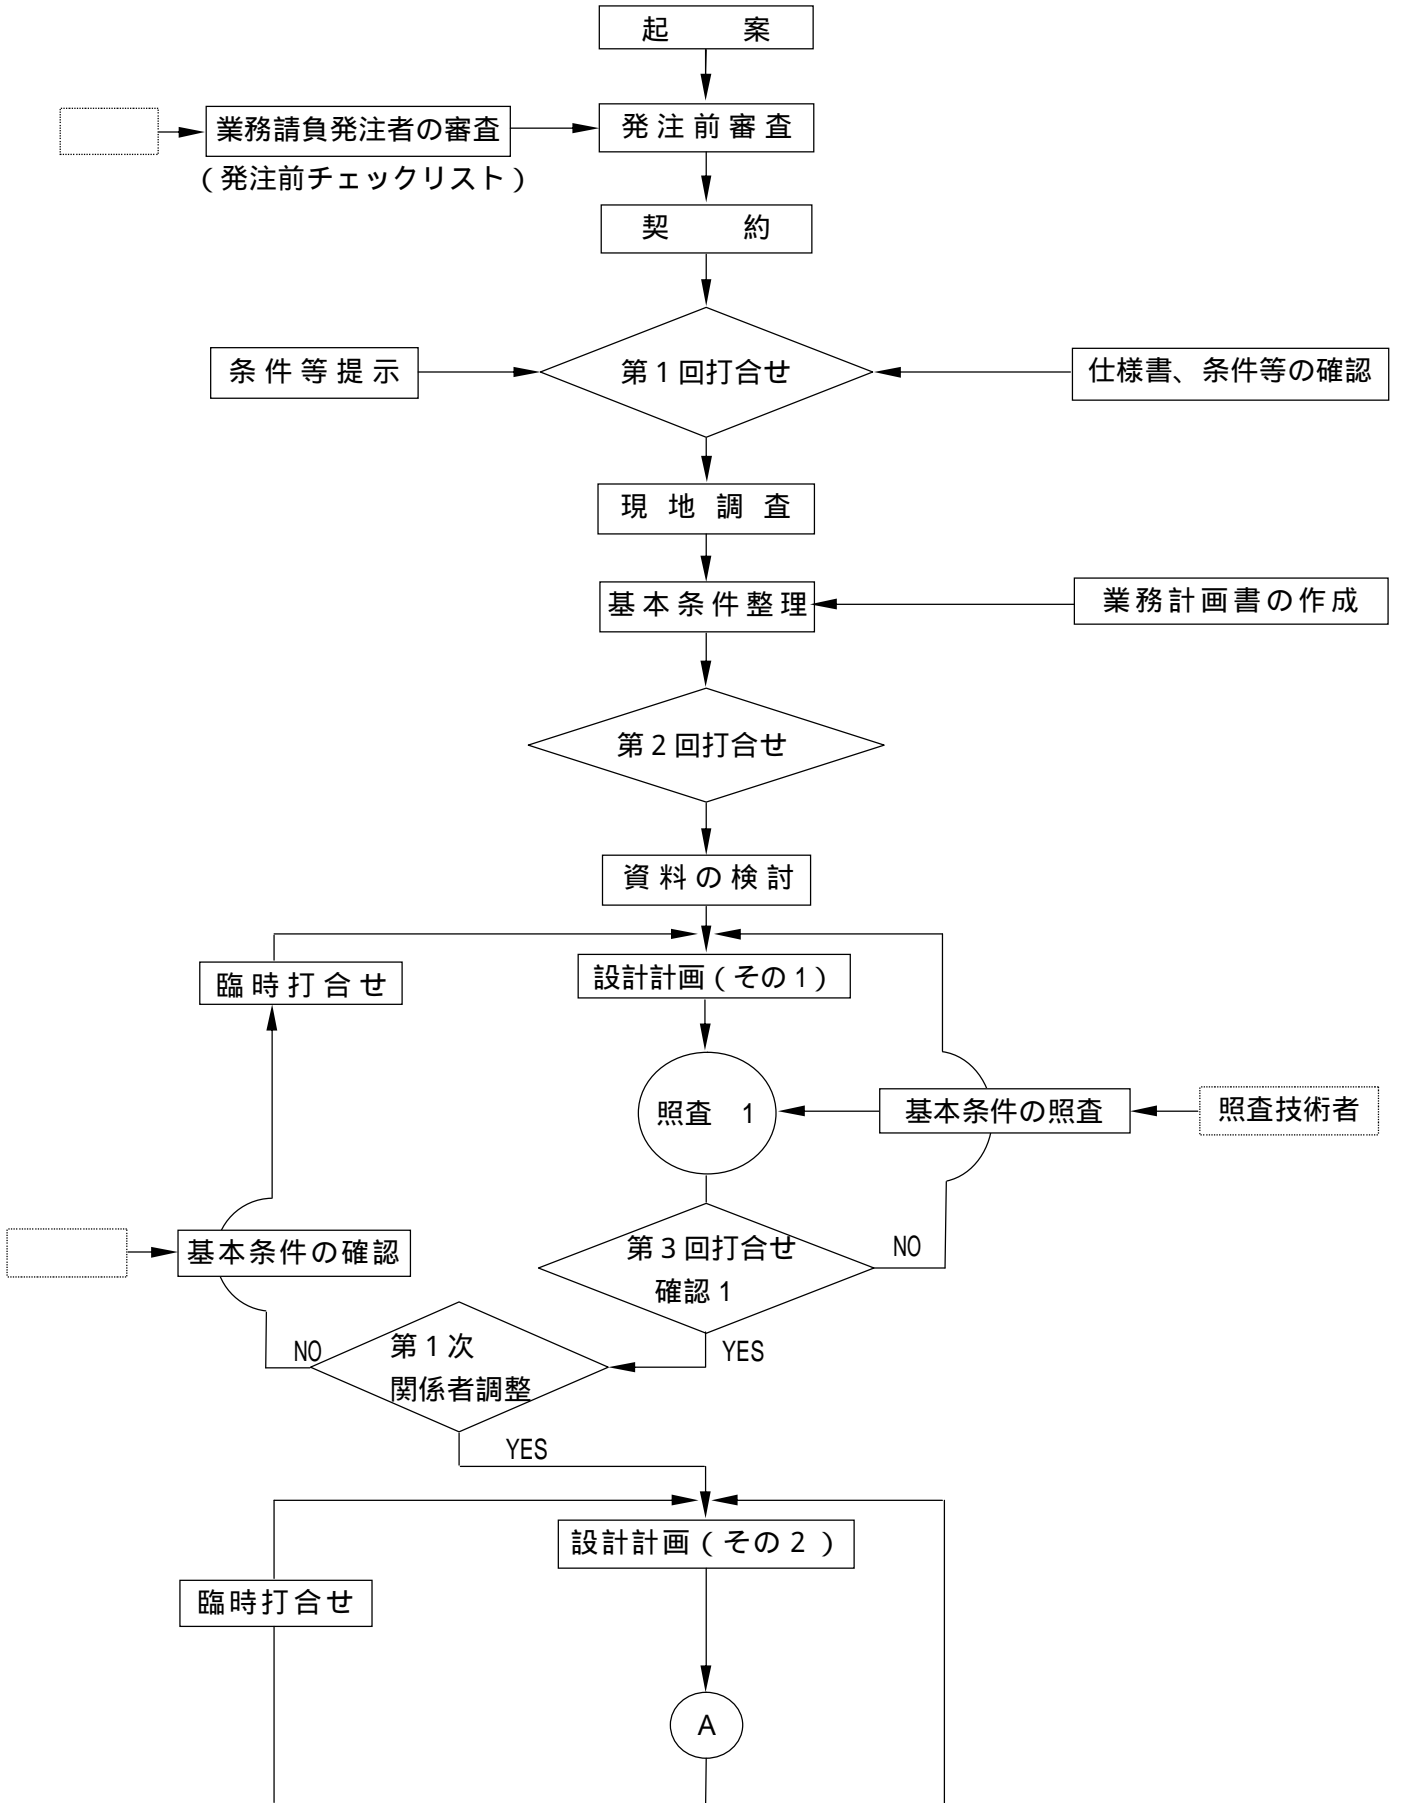 起案
業務請負発注者の審査
発注前審査
（発注前チェックリスト）
契約
条件等提示
第1回打合せ
仕様書、条件等の確認
現地調査
基本条件整理
業務計画書の作成
第2回打合せ
資料の検討
臨時打合せ
設計計画（その1）
照査 1
基本条件の照査
照査技術者
基本条件の確認
第3回打合せ
確認1
NO
YES
NO
第1次
関係者調整
YES
設計計画（その2）
臨時打合せ
A